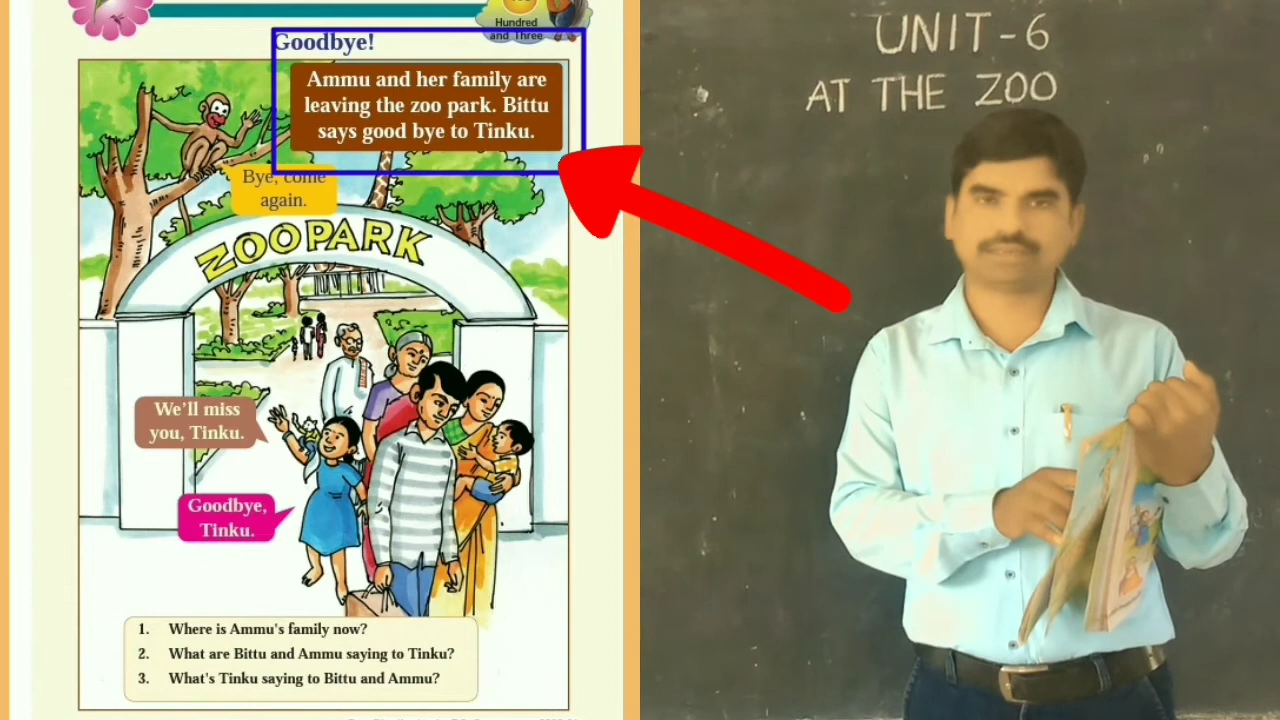 Hundred
and Three
Goodbye!
Ammu and her family are
leaving the zoo park. Bittu
says good bye to Tinku.
Bye, come
again.
ZOO PARK
We'll miss
you, Tinku.
Goodbye,
Tinku.
1. Where is Ammu's family now?
2. What are Bittu and Ammu saying to Tinku?
3. What's Tinku saying to Bittu and Ammu?
UNIT-6
AT THE ZOO